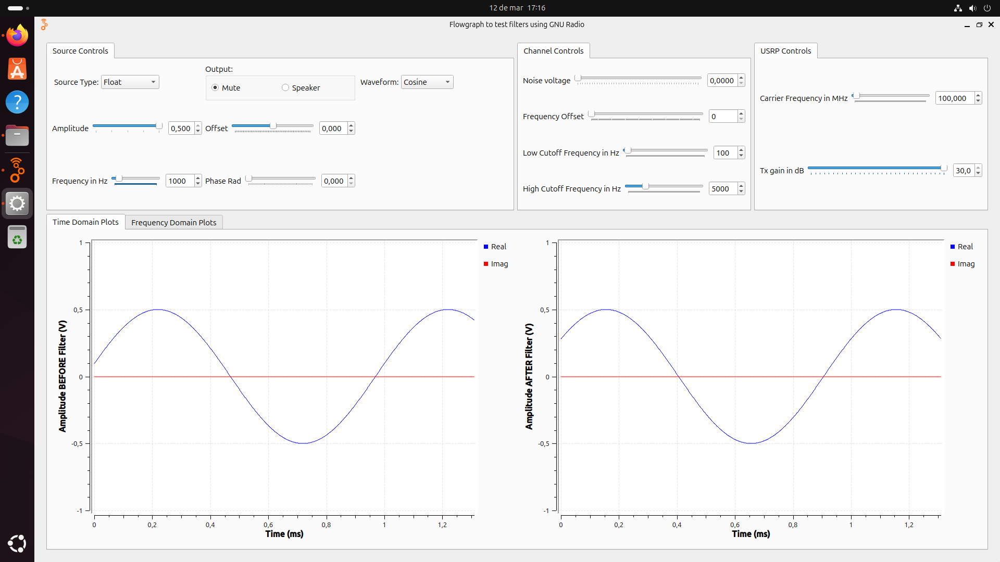 12 de mar 17:16
Flowgraph to test filters using GNU Radio
Source Controls
Source Type: Float
Output:
Mute
Speaker
Waveform: Cosine
Amplitude 0,500
Offset 0,000
Frequency in Hz 1000
Phase Rad 0,000
Channel Controls
Noise voltage 0,0000
Frequency Offset 0
Low Cutoff Frequency in Hz 100
High Cutoff Frequency in Hz 5000
USRP Controls
Carrier Frequency in MHz 100,000
Tx gain in dB 30,0
Time Domain Plots
Frequency Domain Plots
Amplitude BEFORE Filter (V)
1
0,5
0
-0,5
-1
0 0,2 0,4 0,6 0,8 1 1,2
Time (ms)
Real
Imag
Amplitude AFTER Filter (V)
1
0,5
0
-0,5
-1
0 0,2 0,4 0,6 0,8 1 1,2
Time (ms)
Real
Imag